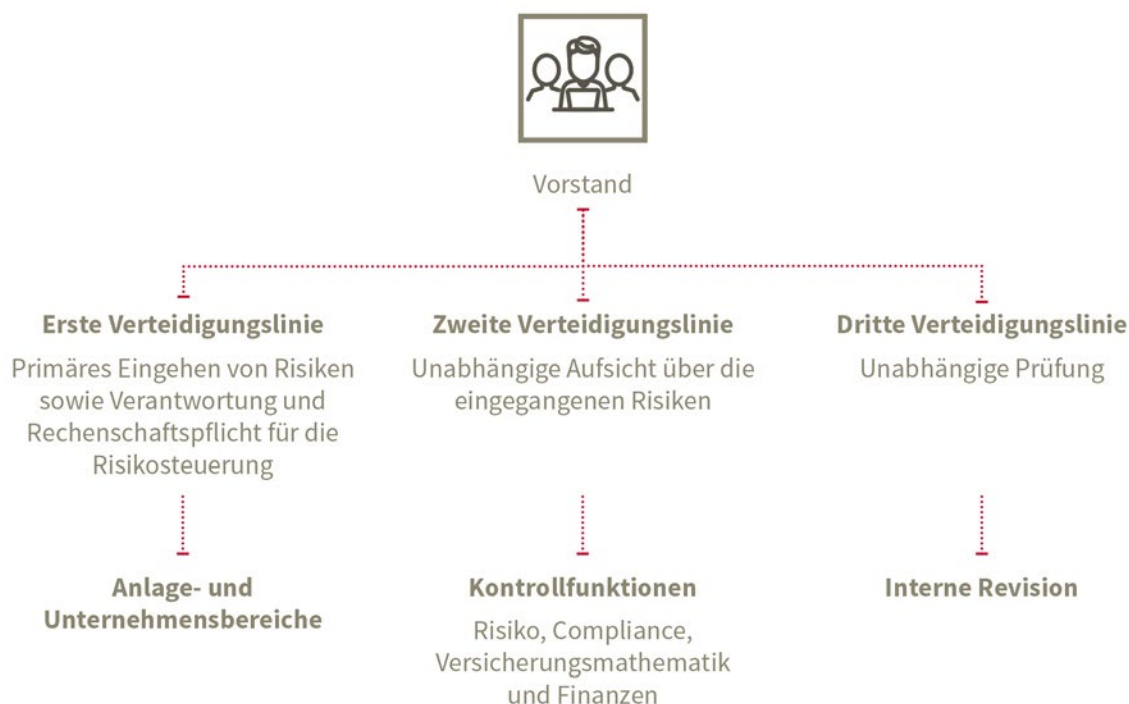 Vorstand
Erste Verteidigungslinie
Primäres Eingehen von Risiken
sowie Verantwortung und
Rechenschaftspflicht für die
Risikosteuerung
Anlage- und
Unternehmensbereiche
Zweite Verteidigungslinie
Unabhängige Aufsicht über die
eingegangenen Risiken
Kontrollfunktionen
Risiko, Compliance,
Versicherungsmathematik
und Finanzen
Dritte Verteidigungslinie
Unabhängige Prüfung
Interne Revision